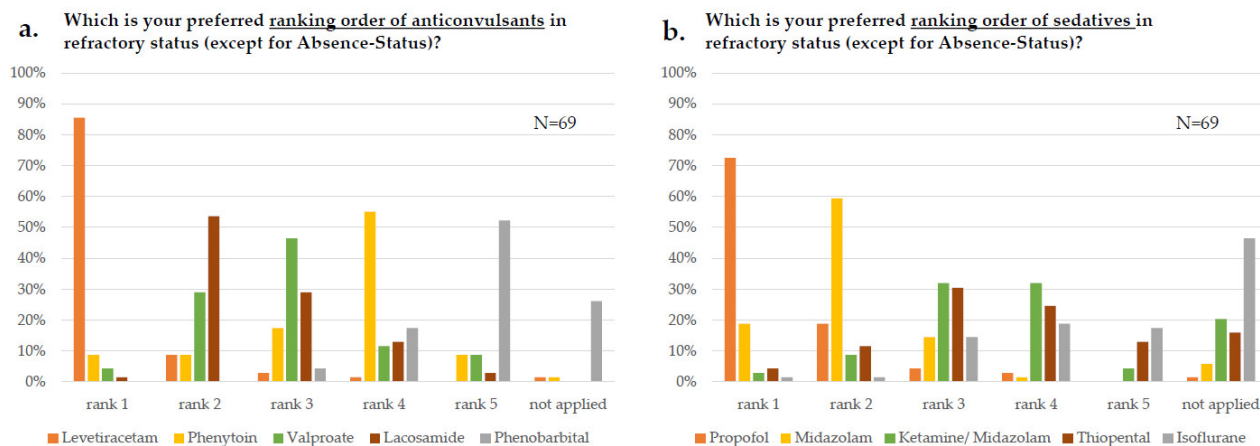 a.
Which is your preferred ranking order of anticonvulsants in
refractory status (except for Absence-Status)?
100%
90%
80%
70%
60%
50%
40%
30%
20%
10%
0%
N=69
rank 1 rank 2 rank 3 rank 4 rank 5 not applied
Levetiracetam Phenytoin Valproate Lacosamide Phenobarbital
b.
Which is your preferred ranking order of sedatives in
refractory status (except for Absence-Status)?
100%
90%
80%
70%
60%
50%
40%
30%
20%
10%
0%
N=69
rank 1 rank 2 rank 3 rank 4 rank 5 not applied
Propofol Midazolam Ketamine/ Midazolam Thiopental Isoflurane